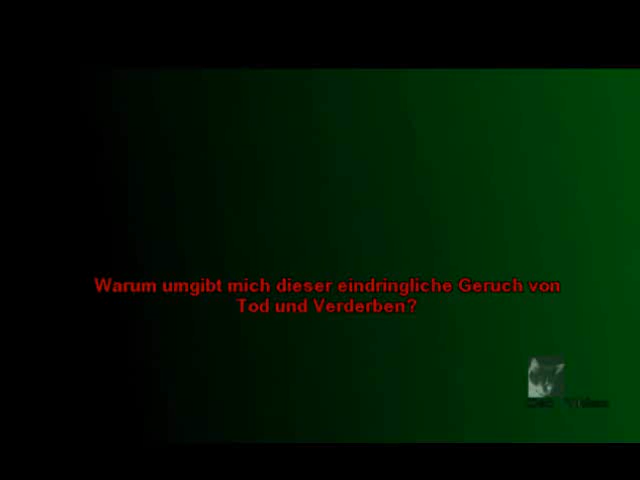 Warum umgibt mich dieser eindringliche Geruch von
Tod und Verderben?